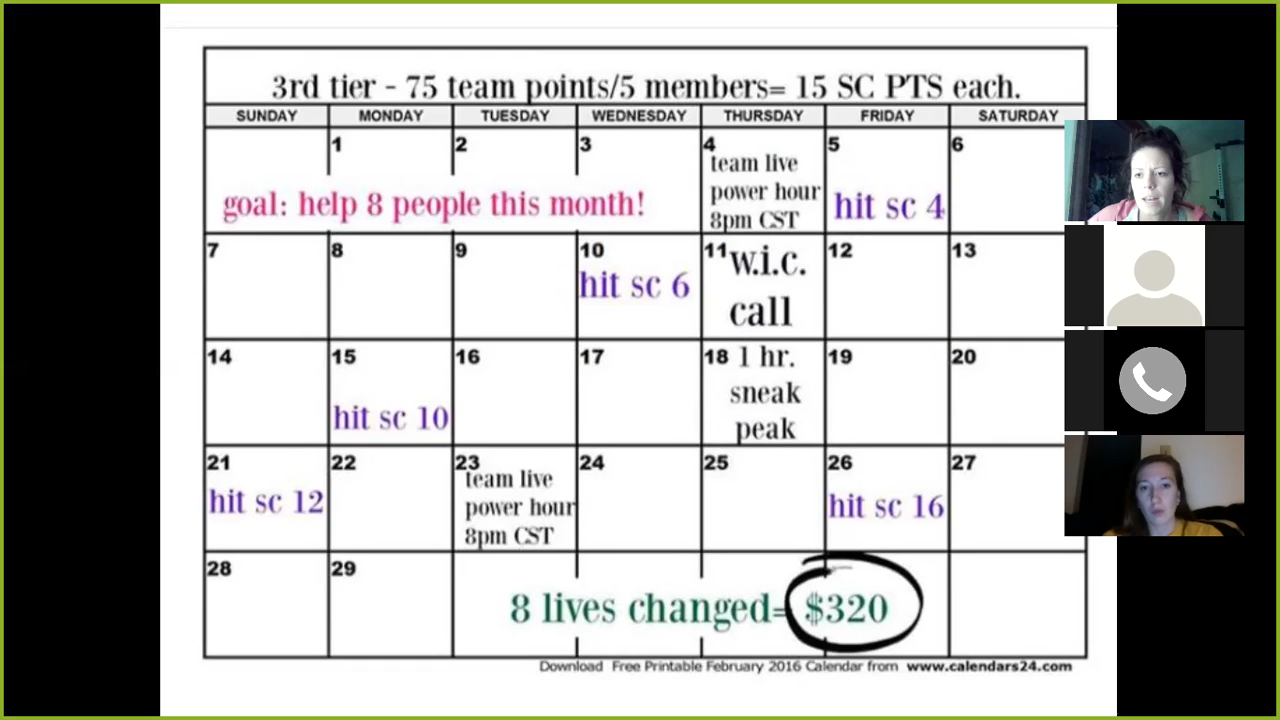 3rd tier - 75 team points/5 members= 15 SC PTS each.
SUNDAY MONDAY TUESDAY WEDNESDAY THURSDAY FRIDAY SATURDAY
1 2 3 4 5 6
team live
power hour
8pm CST
goal: help 8 people this month!
hit sc 4
7 8 9 10 11 12 13
hit sc 6
w.i.c.
call
14 15 16 17 18 19 20
hit sc 10
1 hr.
sneak
peak
21 22 23 24 25 26 27
hit sc 12
team live
power hour
8pm CST
hit sc 16
28 29
8 lives changed= $320
Download Free Printable February 2016 Calendar from www.calendars24.com